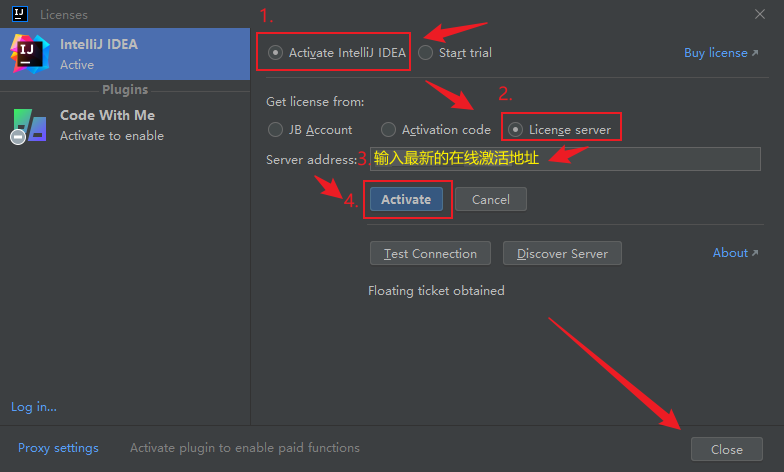 IJ Licenses
1.
IJ IntelliJ IDEA
Active
Activate IntelliJ IDEA Start trial Buy license
Plugins
Code With Me
Activate to enable
Get license from:
2.
JB Account Activation code License server
Server address: 3. 输入最新的在线激活地址
4. Activate Cancel
Test Connection Discover Server About
Floating ticket obtained
Log in...
Proxy settings Activate plugin to enable paid functions Close